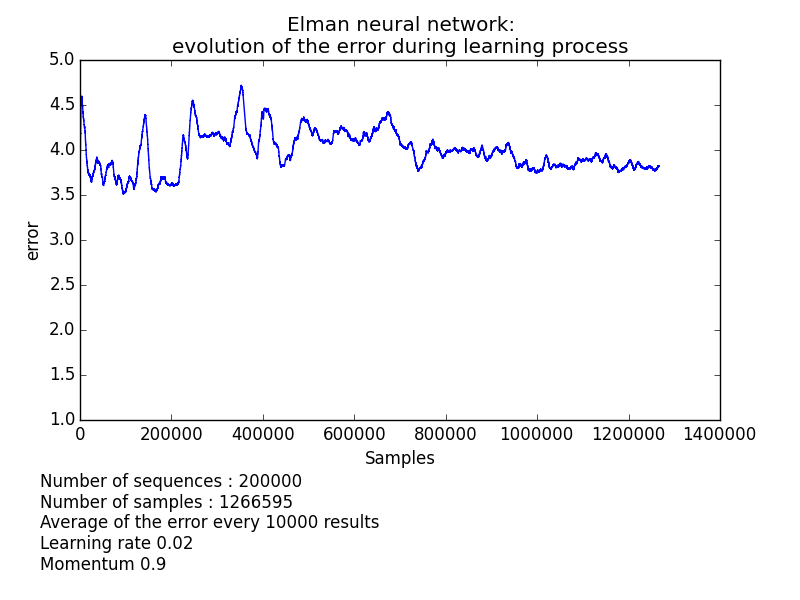 Elman neural network:
evolution of the error during learning process
5.0
4.5
4.0
3.5
3.0
2.5
2.0
1.5
1.0
error
0 200000 400000 600000 800000 1000000 1200000 1400000
Samples
Number of sequences : 200000
Number of samples : 1266595
Average of the error every 10000 results
Learning rate 0.02
Momentum 0.9